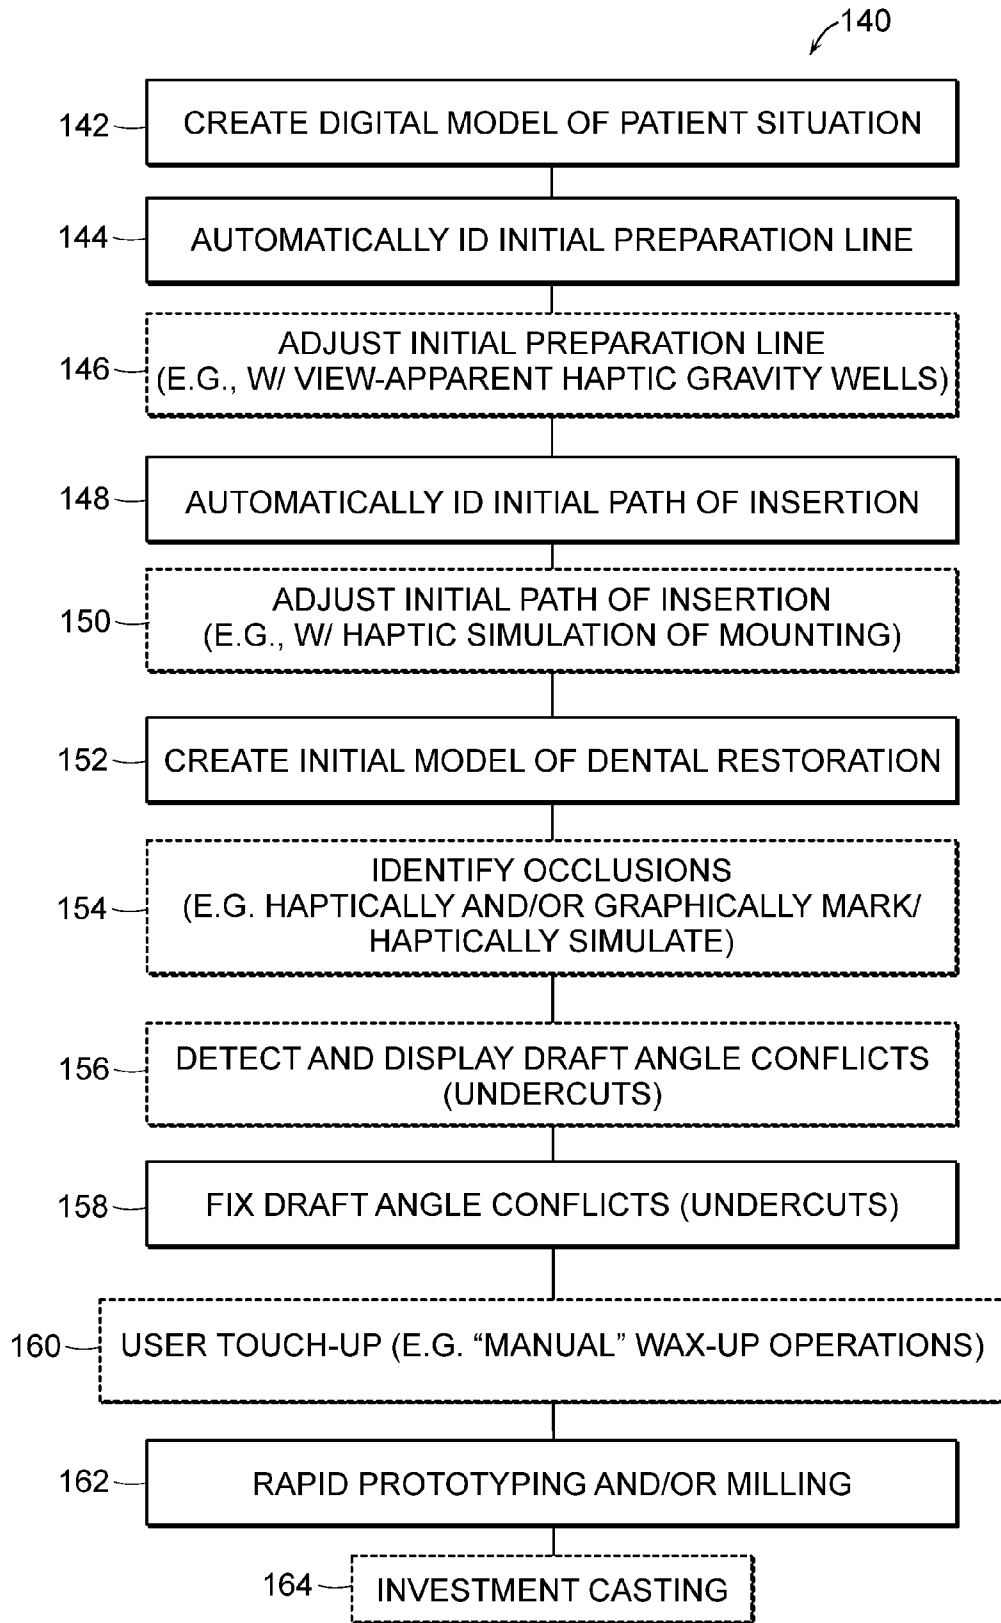 140
142
CREATE DIGITAL MODEL OF PATIENT SITUATION
144
AUTOMATICALLY ID INITIAL PREPARATION LINE
146
ADJUST INITIAL PREPARATION LINE
(E.G., W/ VIEW-APPARENT HAPTIC GRAVITY WELLS)
148
AUTOMATICALLY ID INITIAL PATH OF INSERTION
150
ADJUST INITIAL PATH OF INSERTION
(E.G., W/ HAPTIC SIMULATION OF MOUNTING)
152
CREATE INITIAL MODEL OF DENTAL RESTORATION
154
IDENTIFY OCCLUSIONS
(E.G. HAPTICALLY AND/OR GRAPHICALLY MARK/
HAPTICALLY SIMULATE)
156
DETECT AND DISPLAY DRAFT ANGLE CONFLICTS
(UNDERCUTS)
158
FIX DRAFT ANGLE CONFLICTS (UNDERCUTS)
160
USER TOUCH-UP (E.G. “MANUAL” WAX-UP OPERATIONS)
162
RAPID PROTOTYPING AND/OR MILLING
164
INVESTMENT CASTING